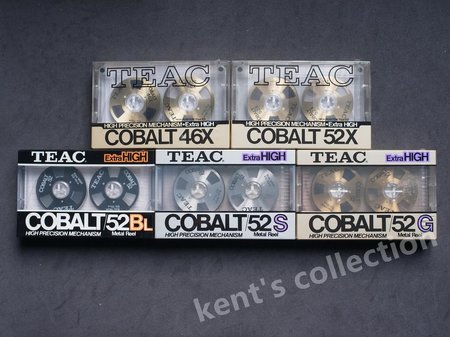 TEAC
HIGH PRECISION MECHANISM • Extra HIGH
COBALT 46X
TEAC
HIGH PRECISION MECHANISM • Extra HIGH
COBALT 52X
TEAC
Extra HIGH
COBALT/52BL
HIGH PRECISION MECHANISM Metal Reel
TEAC
Extra HIGH
COBALT/52S
HIGH PRECISION MECHANISM Metal Reel
TEAC
Extra HIGH
COBALT/52G
HIGH PRECISION MECHANISM Metal Reel
kent's collection